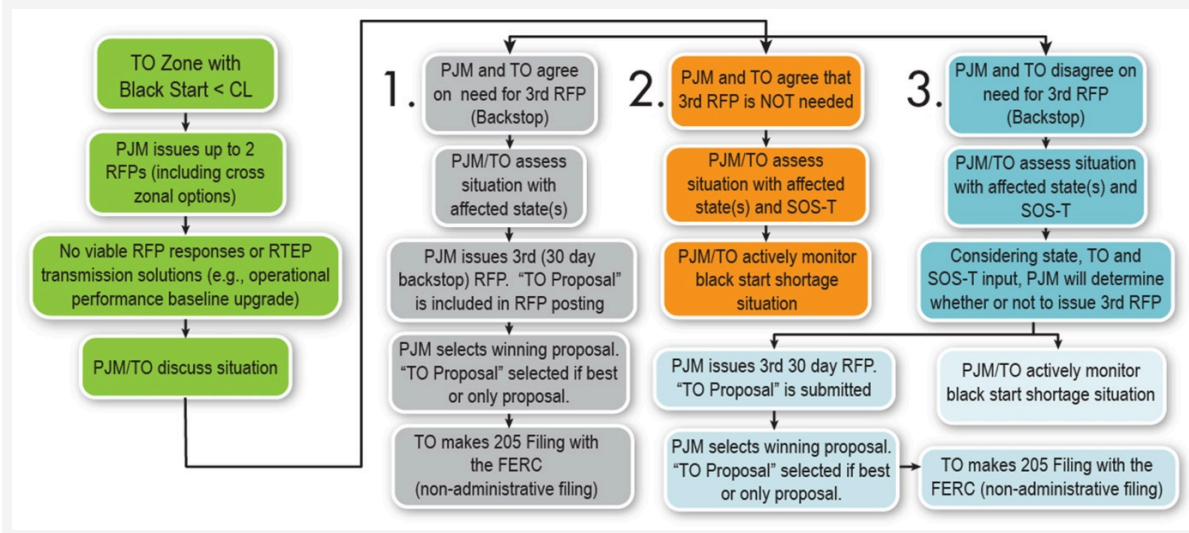 TO Zone with
Black Start < CL
PJM issues up to 2
RFPs (including cross
zonal options)
No viable RFP responses or RTEP
transmission solutions (e.g., operational
performance baseline upgrade)
PJM/TO discuss situation
1.
PJM and TO agree
on need for 3rd RFP
(Backstop)
PJM/TO assess
situation with
affected state(s)
PJM issues 3rd (30 day
backstop) RFP. “TO Proposal”
is included in RFP posting
PJM selects winning proposal.
“TO Proposal” selected if best
or only proposal.
TO makes 205 Filing with
the FERC
(non-administrative filing)
2.
PJM and TO agree that
3rd RFP is NOT needed
PJM/TO assess
situation with affected
state(s) and SOS-T
PJM/TO actively monitor
black start shortage
situation
3.
PJM and TO disagree on
need for 3rd RFP
(Backstop)
PJM/TO assess situation
with affected state(s) and
SOS-T
Considering state, TO and
SOS-T input, PJM will determine
whether or not to issue 3rd RFP
PJM issues 3rd 30 day RFP.
“TO Proposal” is submitted
PJM selects winning proposal.
“TO Proposal” selected if best
or only proposal.
TO makes 205 Filing with the
FERC (non-administrative filing)
PJM/TO actively monitor
black start shortage situation